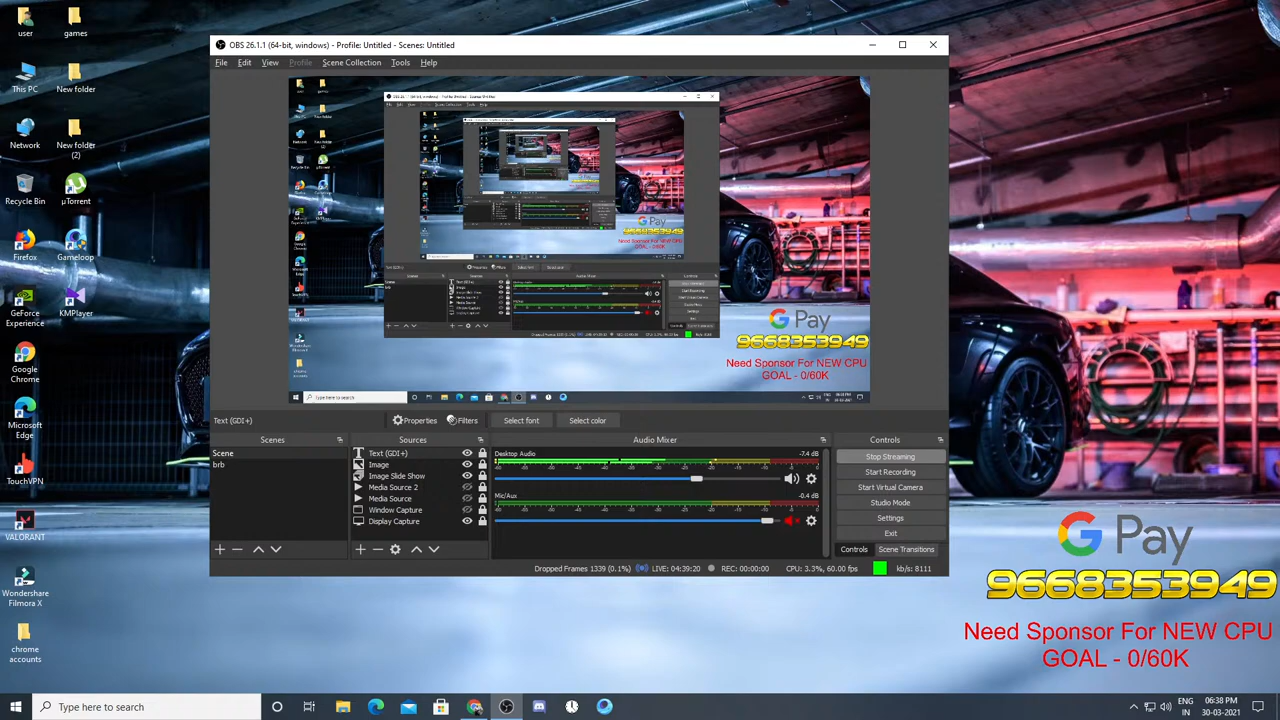 user
games
This PC
New folder
Network
New folder (2)
Recycle Bin
µTorrent
Firefox
Gameloop
GeForce Experience
KMPlayer
Google Chrome
Microsoft Edge
TouchVPN
VALORANT
Wondershare Filmora X
chrome accounts
OBS 26.1.1 (64-bit, windows) - Profile: Untitled - Scenes: Untitled
File Edit View Profile Scene Collection Tools Help
G Pay
9668353949
Need Sponsor For NEW CPU
GOAL - 0/60K
Type here to search
Text (GDI+) Properties Filters Select font Select color
Scenes
Scene
brb
Sources
Text (GDI+)
Image
Image Slide Show
Media Source 2
Media Source
Window Capture
Display Capture
Audio Mixer
Desktop Audio -7.4 dB
Mic/Aux -0.4 dB
Controls
Stop Streaming
Start Recording
Start Virtual Camera
Studio Mode
Settings
Exit
Controls Scene Transitions
Dropped Frames 1339 (0.1%) LIVE: 04:39:20 REC: 00:00:00 CPU: 3.3%, 60.00 fps kb/s: 8111
G Pay
9668353949
Need Sponsor For NEW CPU
GOAL - 0/60K
Type here to search
ENG
IN
06:38 PM
30-03-2021